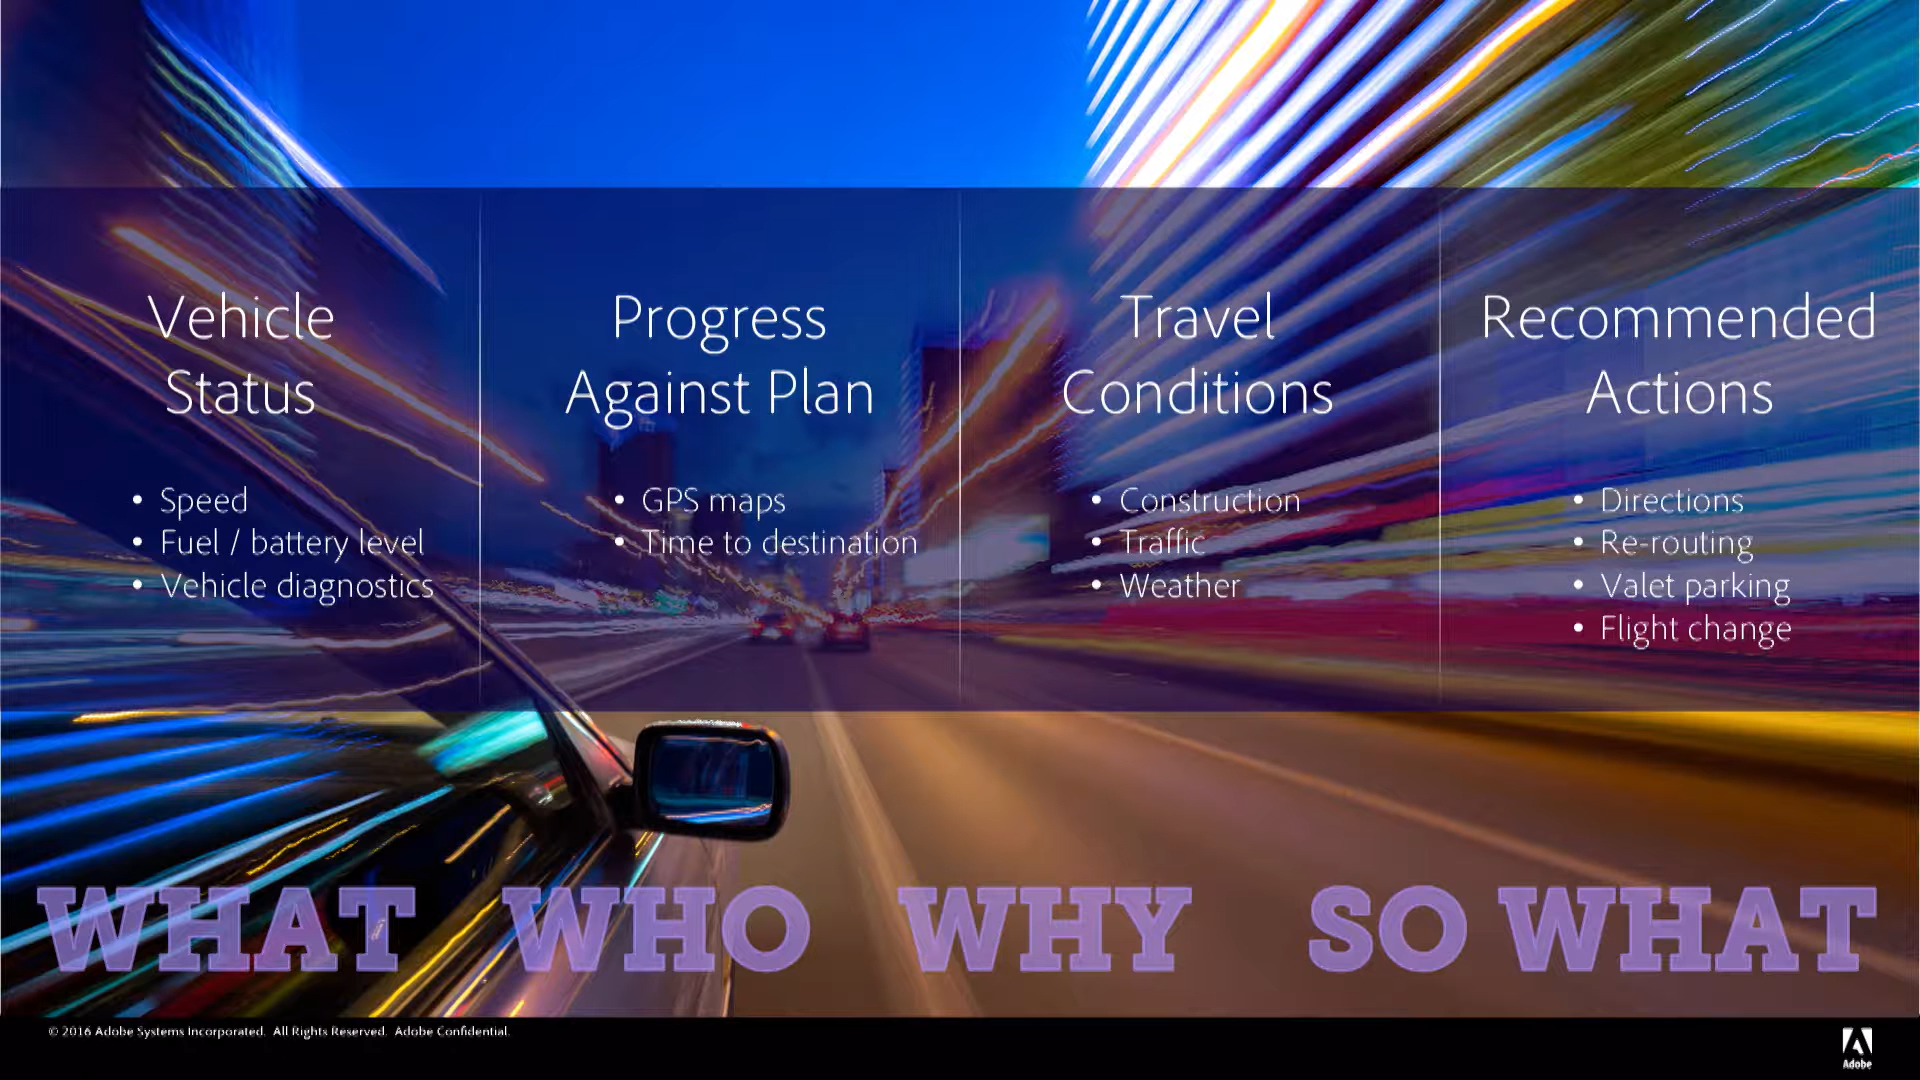 Vehicle
Status
• Speed
• Fuel / battery level
• Vehicle diagnostics
Progress
Against Plan
• GPS maps
• Time to destination
Travel
Conditions
• Construction
• Traffic
• Weather
Recommended
Actions
• Directions
• Re-routing
• Valet parking
• Flight change
WHAT WHO WHY SO WHAT
© 2016 Adobe Systems Incorporated. All Rights Reserved. Adobe Confidential.
Adobe